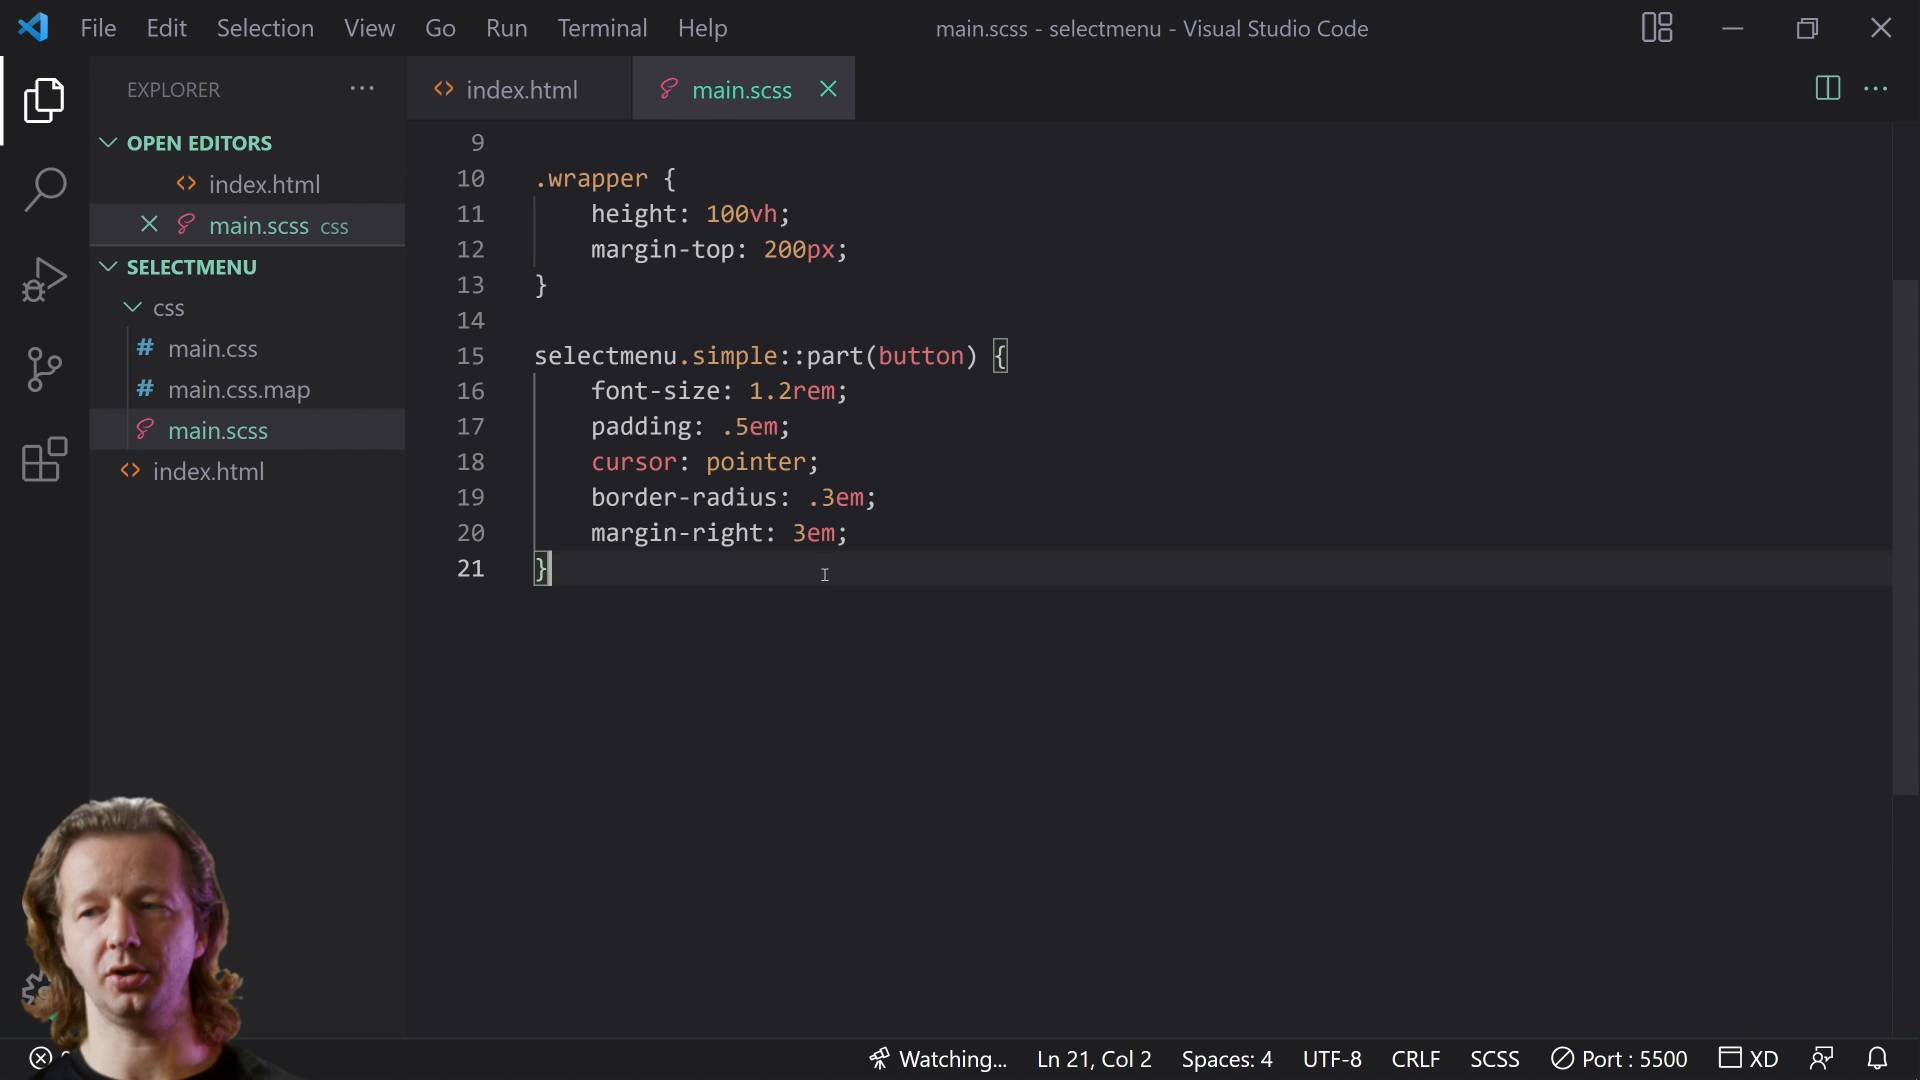 File Edit Selection View Go Run Terminal Help
main.scss - selectmenu - Visual Studio Code
EXPLORER
OPEN EDITORS
index.html
main.scss css
SELECTMENU
css
# main.css
# main.css.map
main.scss
index.html
index.html
main.scss
9
10 .wrapper {
11 height: 100vh;
12 margin-top: 200px;
13 }
14
15 selectmenu.simple::part(button) {
16 font-size: 1.2rem;
17 padding: .5em;
18 cursor: pointer;
19 border-radius: .3em;
20 margin-right: 3em;
21 }
Watching... Ln 21, Col 2 Spaces: 4 UTF-8 CRLF SCSS Port : 5500 XD